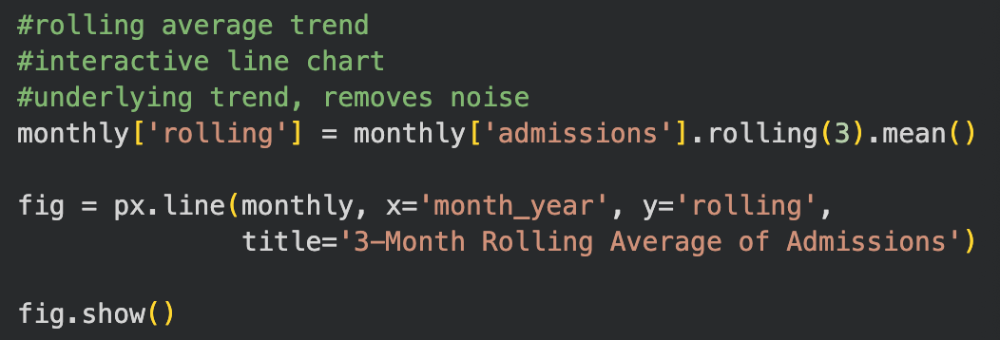 #rolling average trend
#interactive line chart
#underlying trend, removes noise
monthly['rolling'] = monthly['admissions'].rolling(3).mean()
fig = px.line(monthly, x='month_year', y='rolling',
title='3-Month Rolling Average of Admissions')
fig.show()